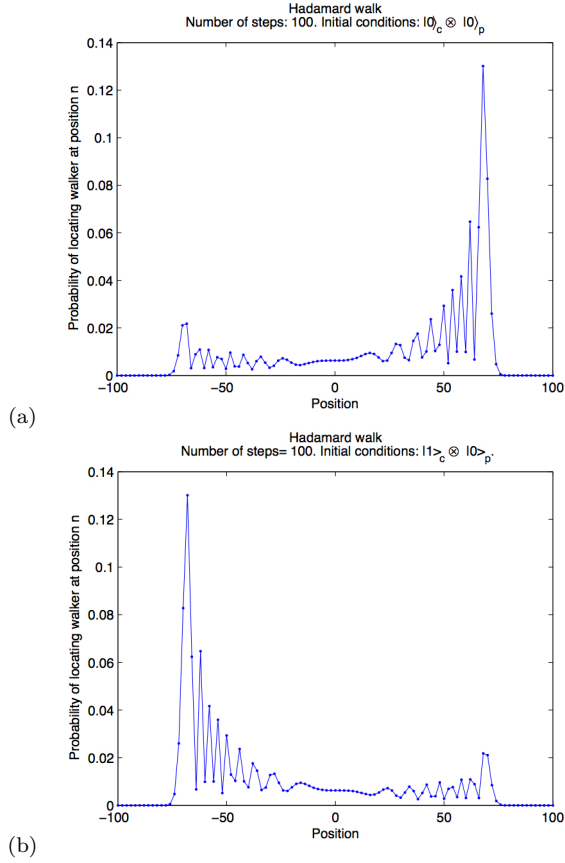 Hadamard walk
Number of steps: 100. Initial conditions: |0⟩c ⊗ |0⟩p
Probability of locating walker at position n
0.14
0.12
0.1
0.08
0.06
0.04
0.02
0
−100
−50
0
50
100
Position
(a)
Hadamard walk
Number of steps= 100. Initial conditions: |1>c ⊗ |0>p.
Probability of locating walker at position n
0.14
0.12
0.1
0.08
0.06
0.04
0.02
0
−100
−50
0
50
100
Position
(b)